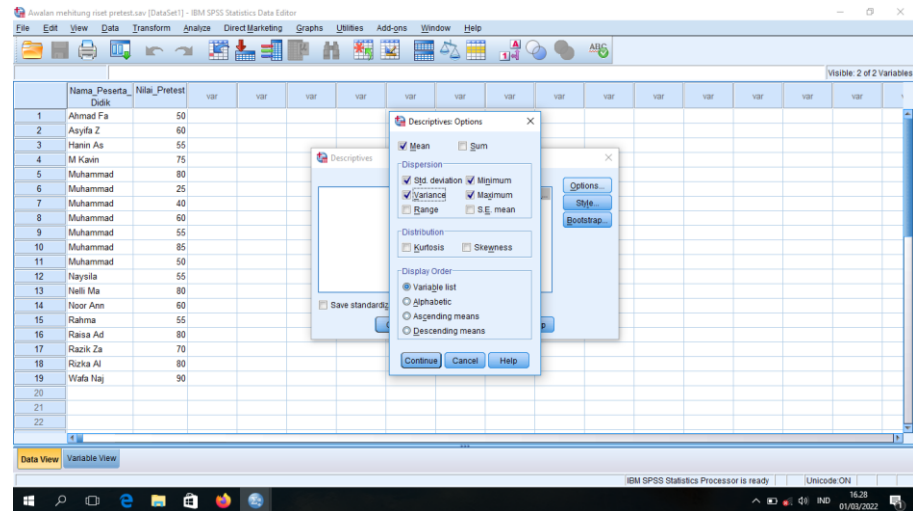 Awalan mehitung riset pretest.sav [DataSet1] - IBM SPSS Statistics Data Editor
File Edit View Data Transform Analyze Direct Marketing Graphs Utilities Add-ons Window Help
Visible: 2 of 2 Variables
Nama_Peserta_Didik Nilai_Pretest var var var var var var var var var var var var var
1 Ahmad Fa 50
2 Asyifa Z 60
3 Hanin As 55
4 M Kavin 75
5 Muhammad 80
6 Muhammad 25
7 Muhammad 40
8 Muhammad 60
9 Muhammad 55
10 Muhammad 85
11 Muhammad 50
12 Naysila 55
13 Nelli Ma 80
14 Noor Ann 60
15 Rahma 55
16 Raisa Ad 80
17 Razik Za 70
18 Rizka Al 80
19 Wafa Naj 90
20
21
22
Descriptives
Options...
Style...
Bootstrap...
Save standardiz
Descriptives: Options
Mean Sum
Dispersion
Std. deviation Minimum
Variance Maximum
Range S.E. mean
Distribution
Kurtosis Skewness
Display Order
Variable list
Alphabetic
Ascending means
Descending means
Continue Cancel Help
Data View Variable View
IBM SPSS Statistics Processor is ready Unicode:ON
IND 16.28
01/03/2022